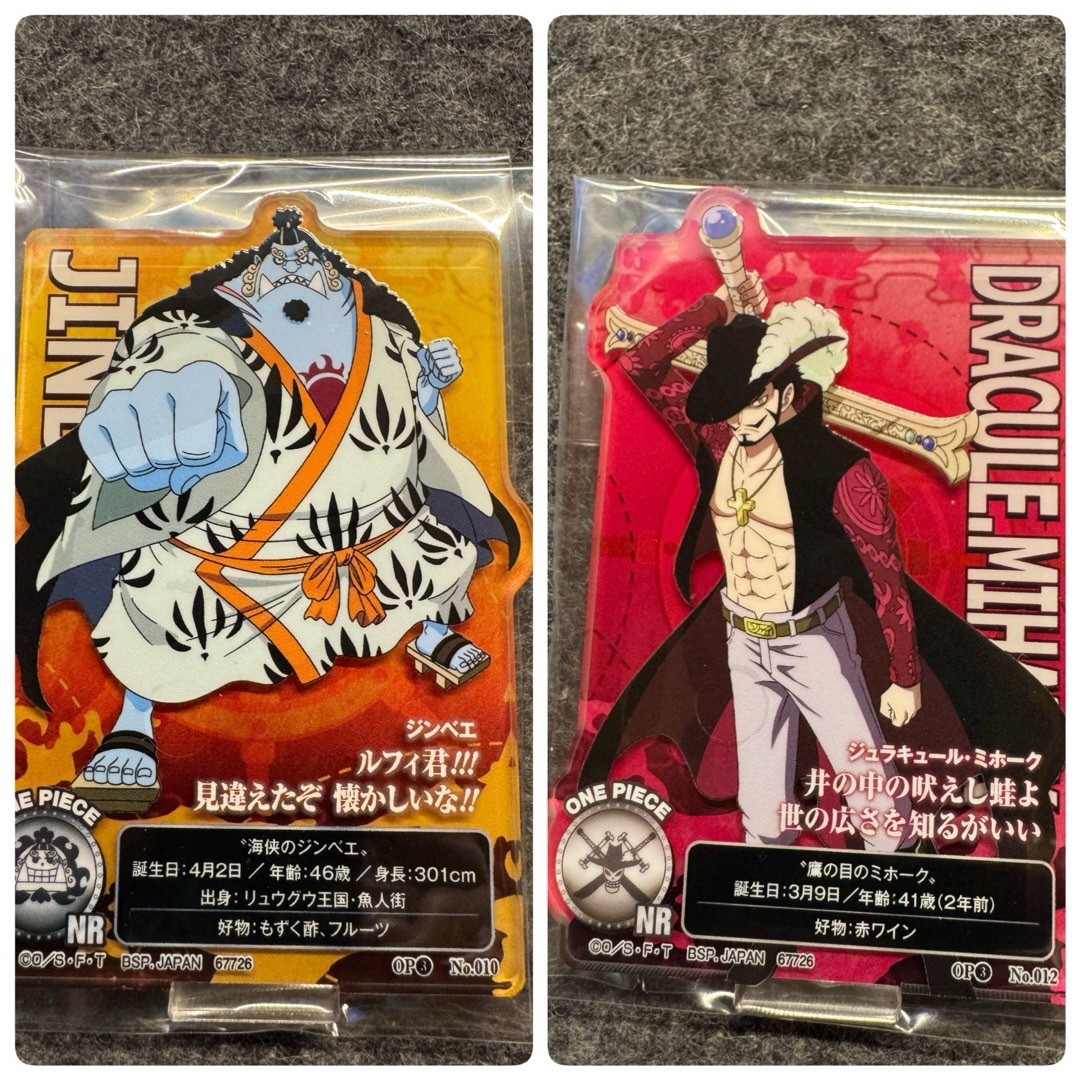 JINB
ジンベエ
ルフィ君!!!
見違えたぞ 懐かしいな!!
ONE PIECE
〝海侠のジンベエ〟
誕生日:4月2日 / 年齢:46歳 / 身長:301cm
出身:リュウグウ王国・魚人街
好物:もずく酢、フルーツ
NR
©O/S・F・T BSP, JAPAN 67726
OP③ No.010
DRACULE.MIH
ジュラキュール・ミホーク
井の中の吠えし蛙よ
世の広さを知るがいい
ONE PIECE
〝鷹の目のミホーク〟
誕生日:3月9日 / 年齢:41歳(2年前)
好物:赤ワイン
NR
©O/S・F・T BSP, JAPAN 67726
OP③ No.012